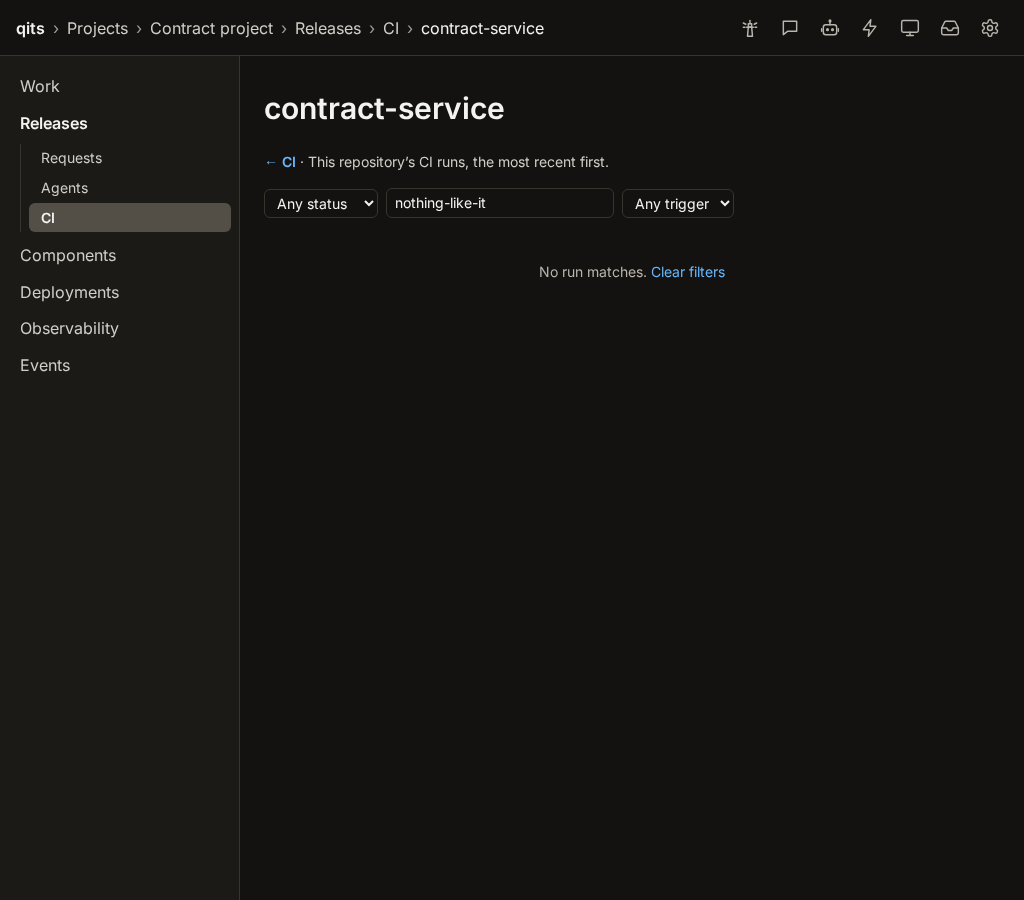 qits › Projects › Contract project › Releases › CI › contract-service
Work
Releases
Requests
Agents
CI
Components
Deployments
Observability
Events
contract-service
← CI · This repository’s CI runs, the most recent first.
Any status nothing-like-it Any trigger
No run matches. Clear filters